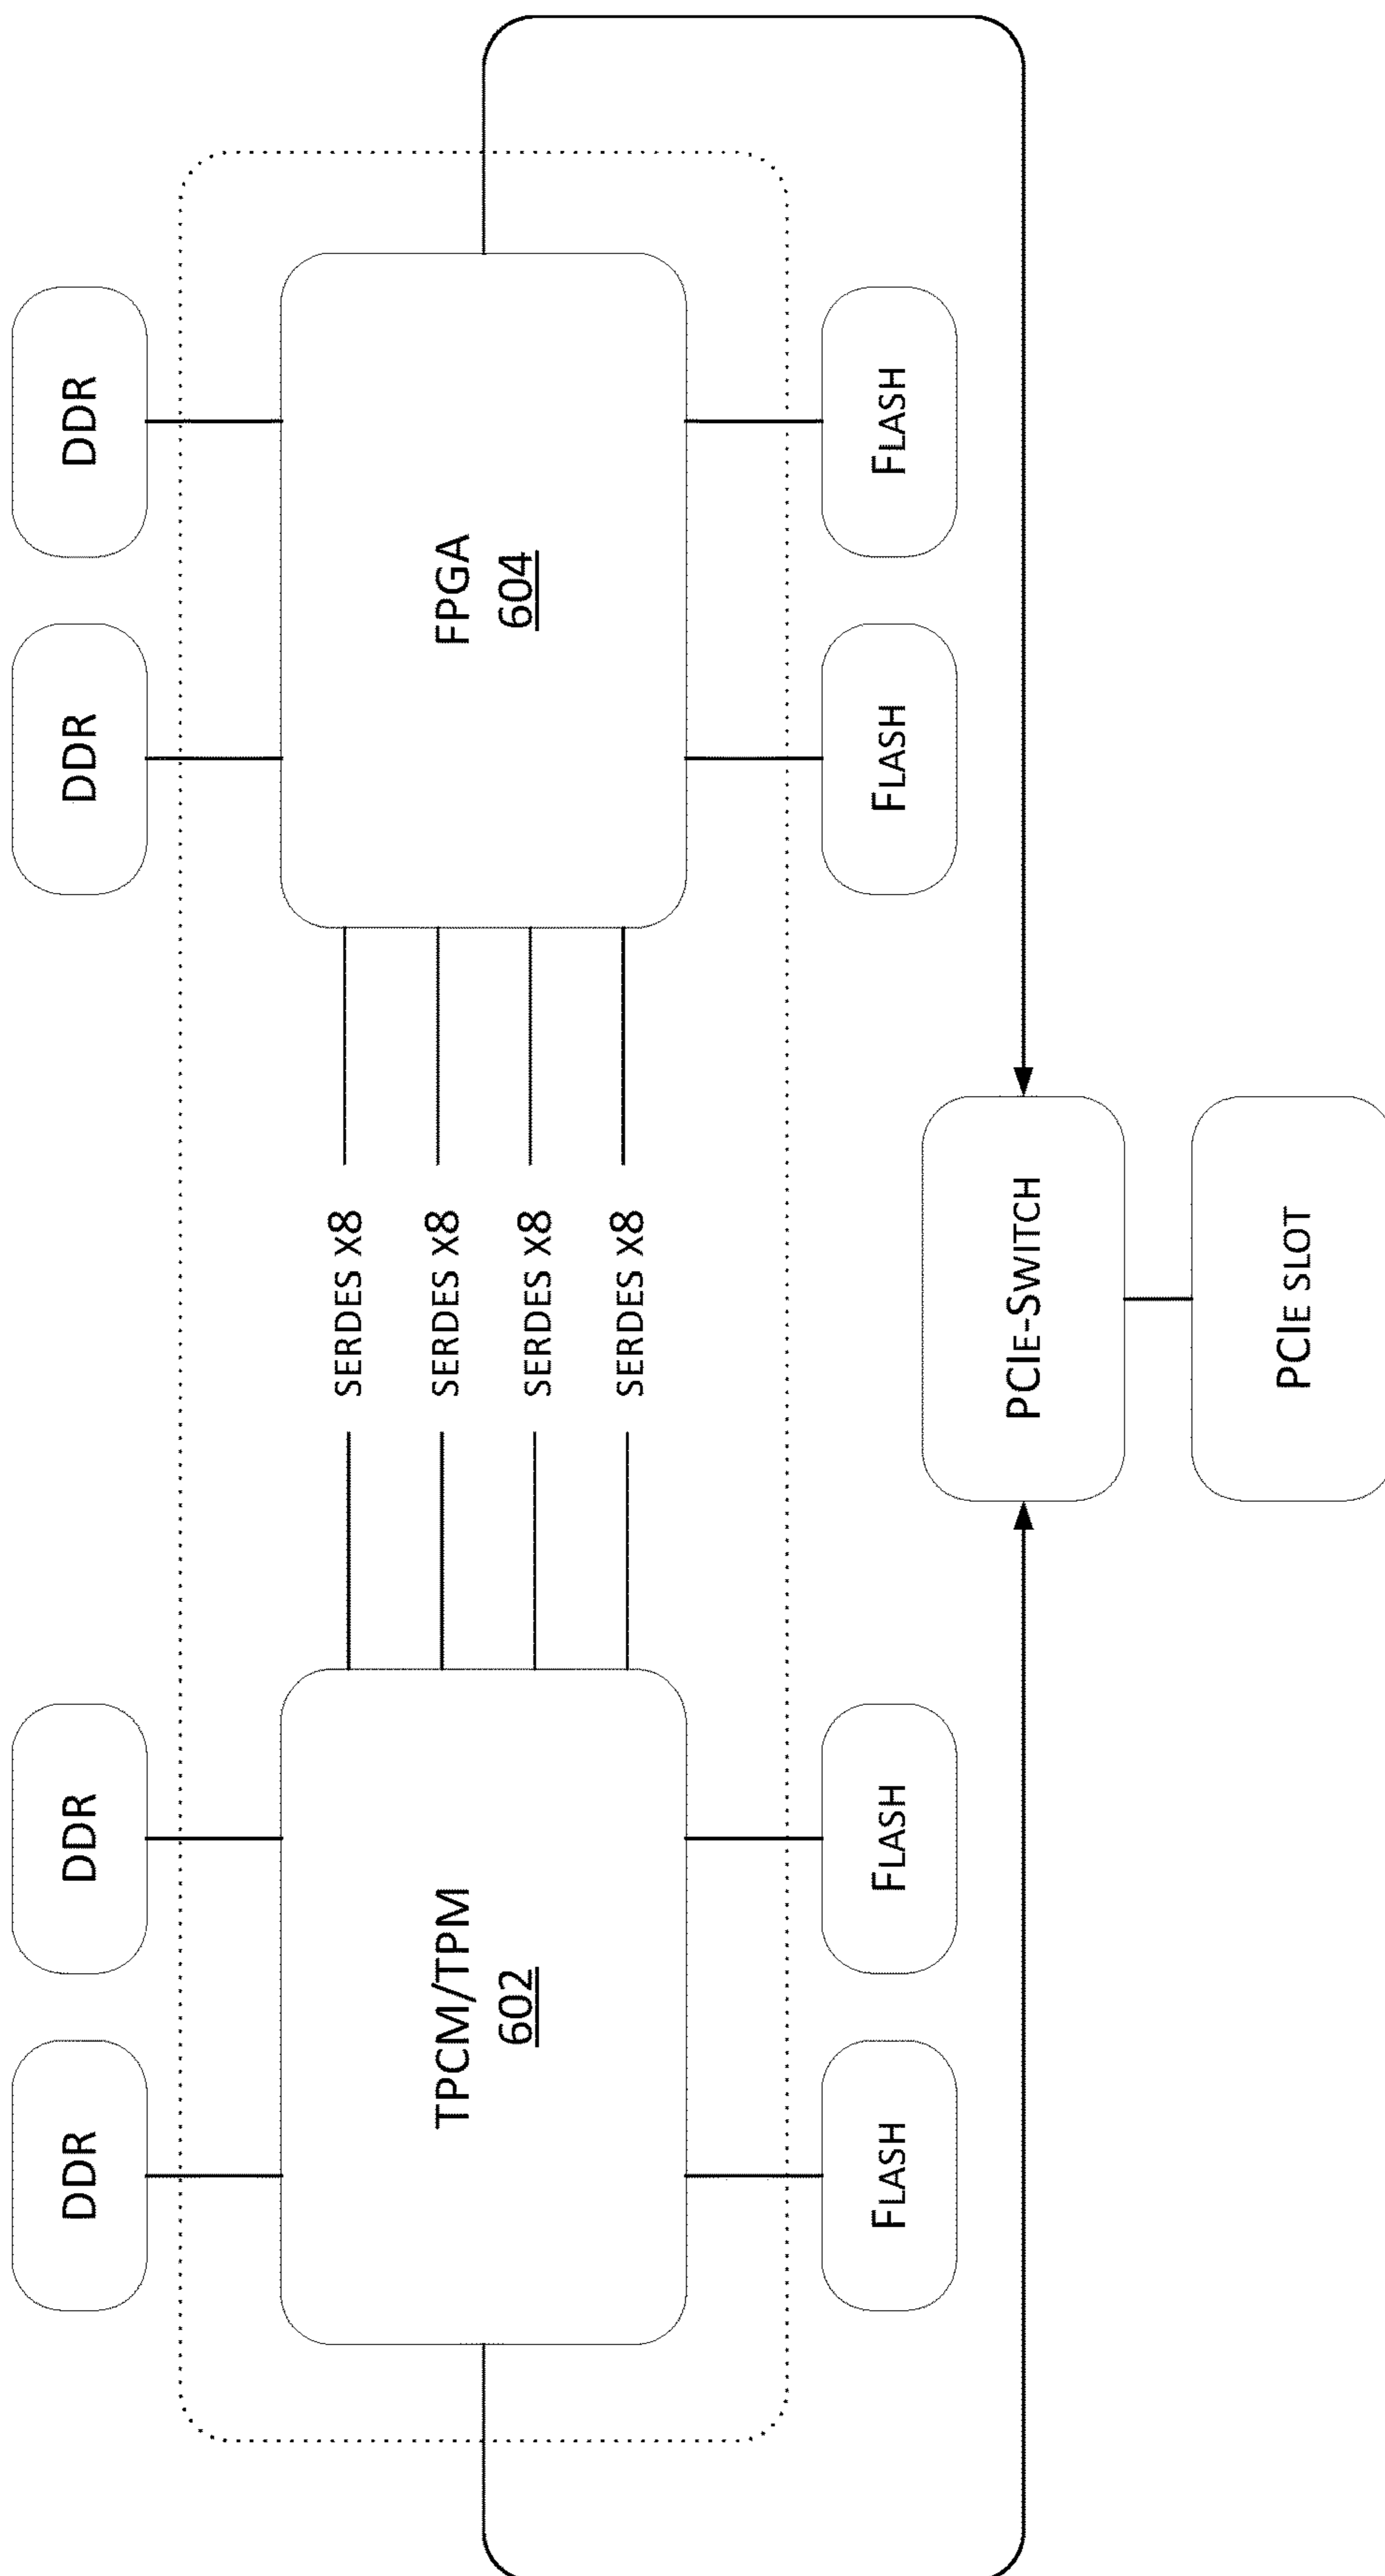 DDR
DDR
DDR
DDR
TPCM/TPM
602
SERDES X8
SERDES X8
SERDES X8
SERDES X8
FPGA
604
FLASH
FLASH
FLASH
FLASH
PCIE-SWITCH
PCIE SLOT